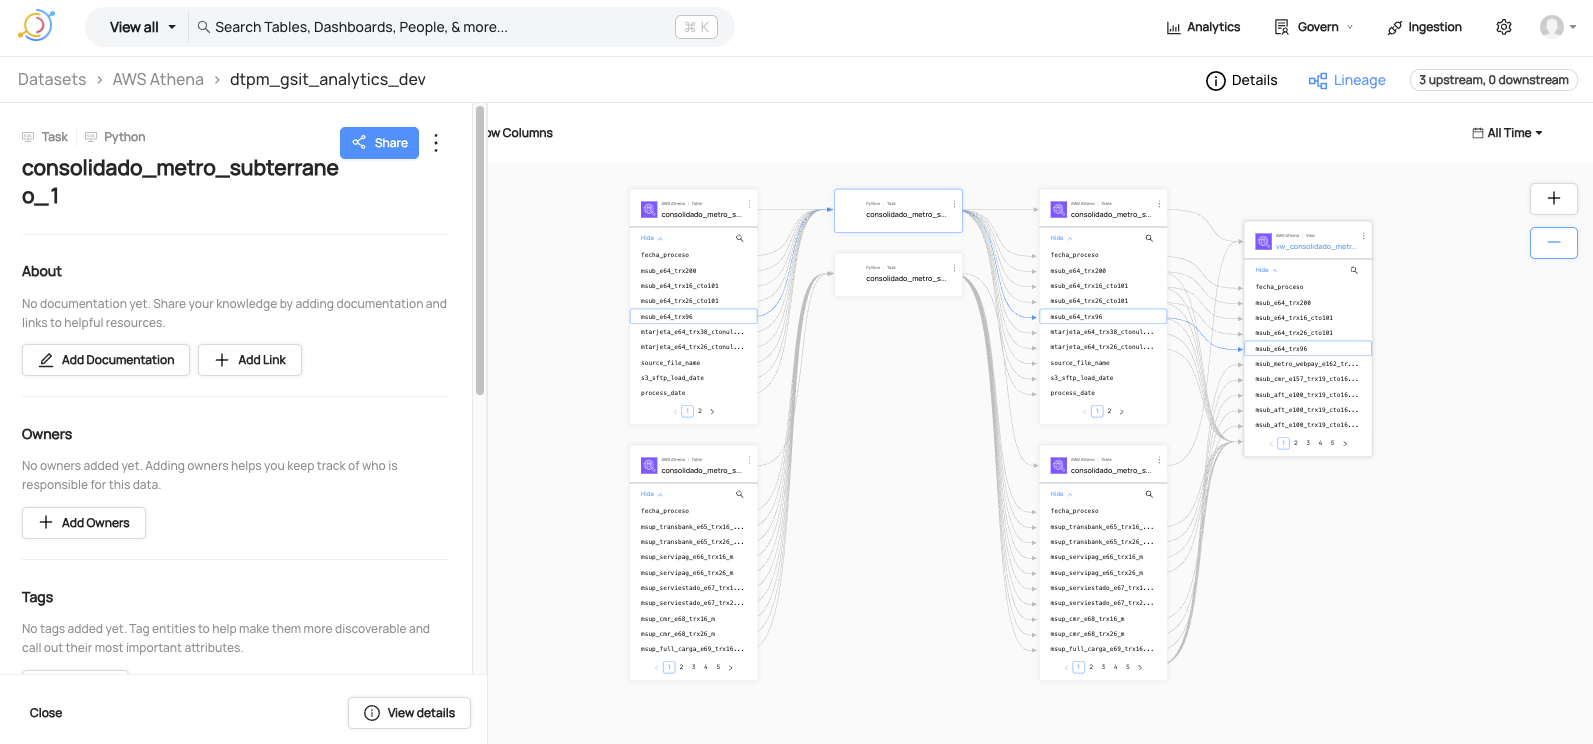 View all
Search Tables, Dashboards, People, & more...
⌘ K
Analytics
Govern
Ingestion
Datasets > AWS Athena > dtpm_gsit_analytics_dev
Details
Lineage
3 upstream, 0 downstream
Task
Python
Share
consolidado_metro_subterrane
o_1
About
No documentation yet. Share your knowledge by adding documentation and
links to helpful resources.
Add Documentation
Add Link
Owners
No owners added yet. Adding owners helps you keep track of who is
responsible for this data.
Add Owners
Tags
No tags added yet. Tag entities to help make them more discoverable and
call out their most important attributes.
Close
View details
ow Columns
All Time
AWS Athena | Table
consolidado_metro_s...
Hide
fecha_proceso
msub_e64_trx200
msub_e64_trx16_cto101
msub_e64_trx26_cto101
msub_e64_trx96
mtarjeta_e64_trx38_ctonul...
mtarjeta_e64_trx26_ctonul...
source_file_name
s3_sftp_load_date
process_date
1 2
AWS Athena | Table
consolidado_metro_s...
Hide
fecha_proceso
msup_transbank_e65_trx16_...
msup_transbank_e65_trx26_...
msup_servipag_e66_trx16_m
msup_servipag_e66_trx26_m
msup_serviestado_e67_trx1...
msup_serviestado_e67_trx2...
msup_cmr_e68_trx16_m
msup_cmr_e68_trx26_m
msup_full_carga_e69_trx16...
1 2 3 4 5
Python | Task
consolidado_metro_s...
Python | Task
consolidado_metro_s...
AWS Athena | Table
consolidado_metro_s...
Hide
fecha_proceso
msub_e64_trx200
msub_e64_trx16_cto101
msub_e64_trx26_cto101
msub_e64_trx96
mtarjeta_e64_trx38_ctonul...
mtarjeta_e64_trx26_ctonul...
source_file_name
s3_sftp_load_date
process_date
1 2
AWS Athena | Table
consolidado_metro_s...
Hide
fecha_proceso
msup_transbank_e65_trx16_...
msup_transbank_e65_trx26_...
msup_servipag_e66_trx16_m
msup_servipag_e66_trx26_m
msup_serviestado_e67_trx1...
msup_serviestado_e67_trx2...
msup_cmr_e68_trx16_m
msup_cmr_e68_trx26_m
msup_full_carga_e69_trx16...
1 2 3 4 5
AWS Athena | View
vw_consolidado_metr...
Hide
fecha_proceso
msub_e64_trx200
msub_e64_trx16_cto101
msub_e64_trx26_cto101
msub_e64_trx96
msub_metro_webpay_e162_tr...
msub_cmr_e157_trx19_cto16...
msub_aft_e100_trx19_cto16...
msub_aft_e100_trx19_cto16...
msub_aft_e100_trx19_cto16...
1 2 3 4 5